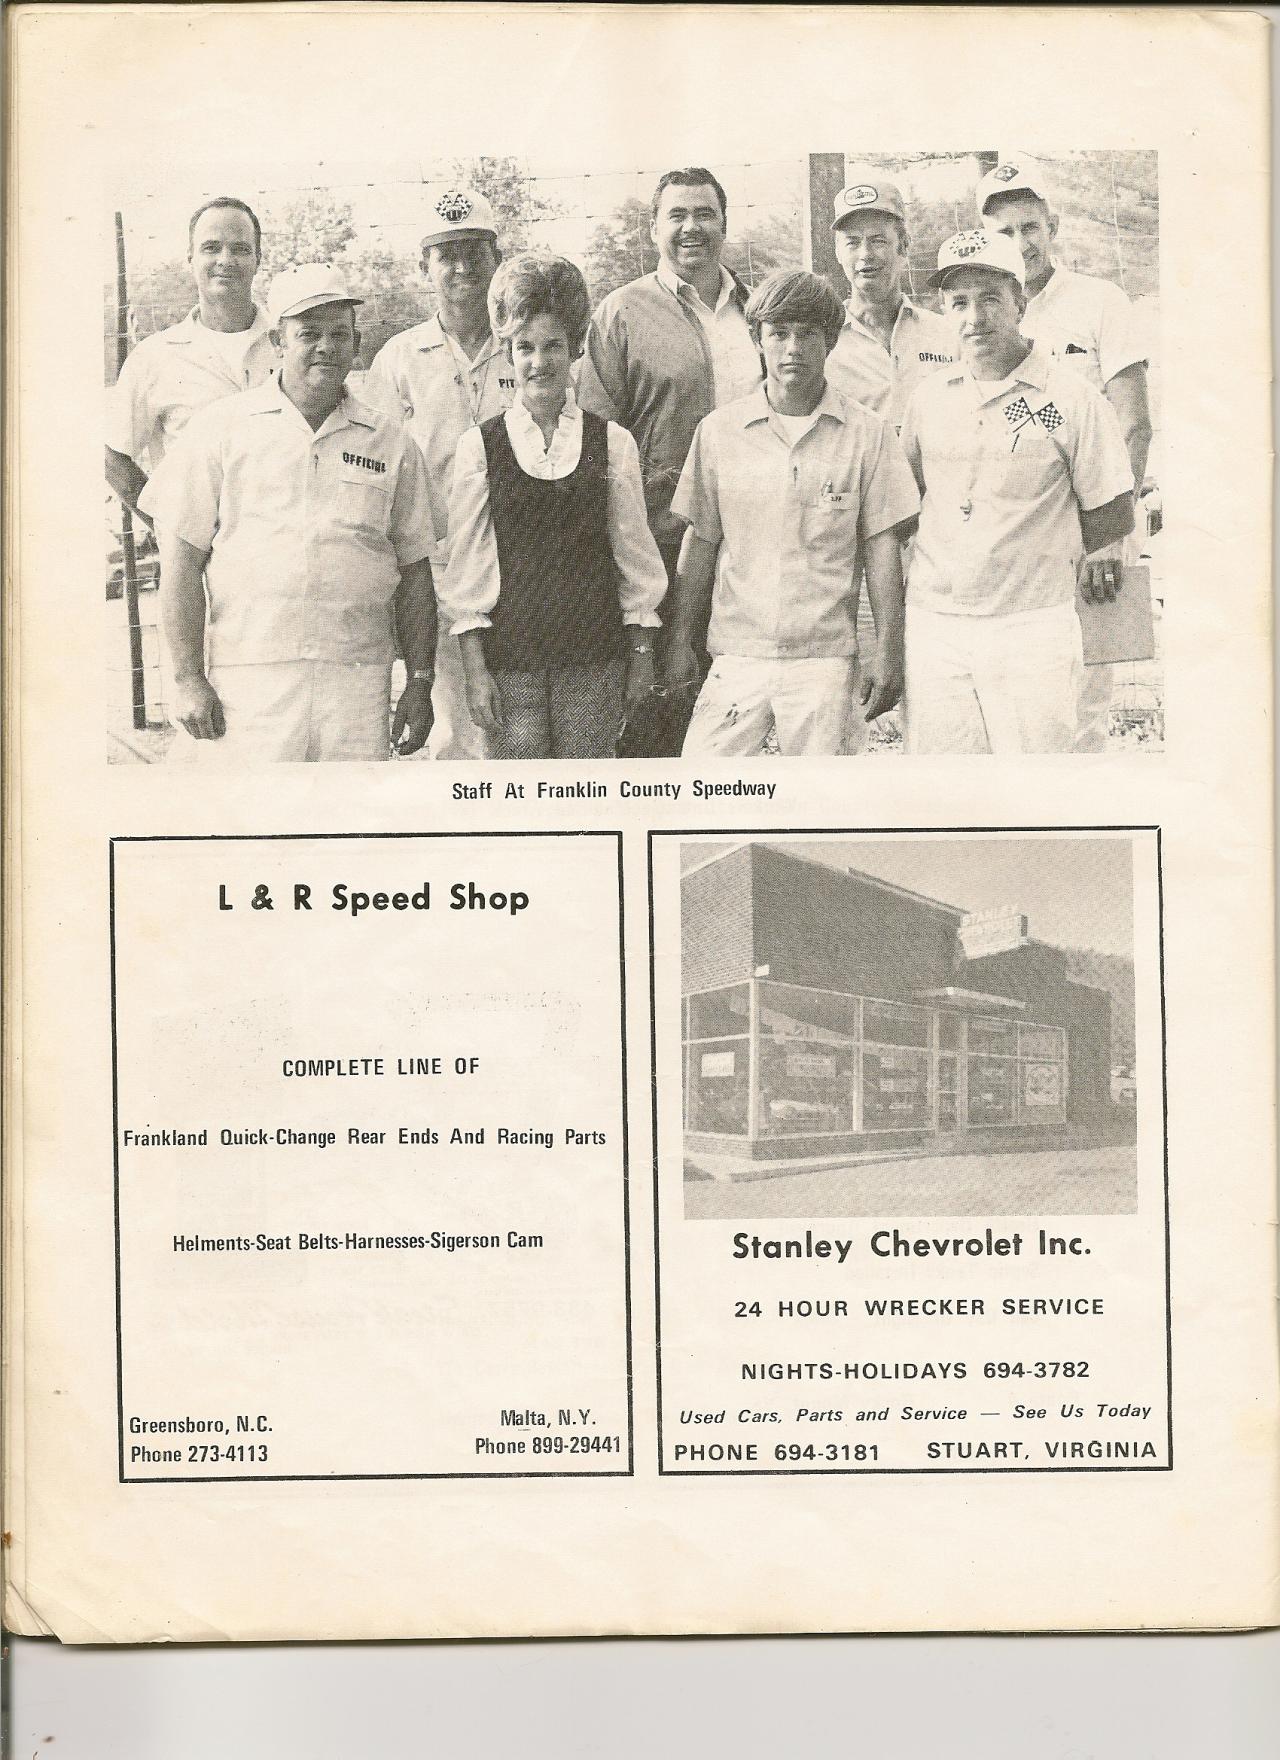 PIT
OFFICIAL
OFFICIAL
Staff At Franklin County Speedway
L & R Speed Shop
COMPLETE LINE OF
Frankland Quick-Change Rear Ends And Racing Parts
Helments-Seat Belts-Harnesses-Sigerson Cam
Greensboro, N.C.
Phone 273-4113
Malta, N.Y.
Phone 899-29441
STANLEY
Stanley Chevrolet Inc.
24 HOUR WRECKER SERVICE
NIGHTS-HOLIDAYS 694-3782
Used Cars, Parts and Service — See Us Today
PHONE 694-3181 STUART, VIRGINIA